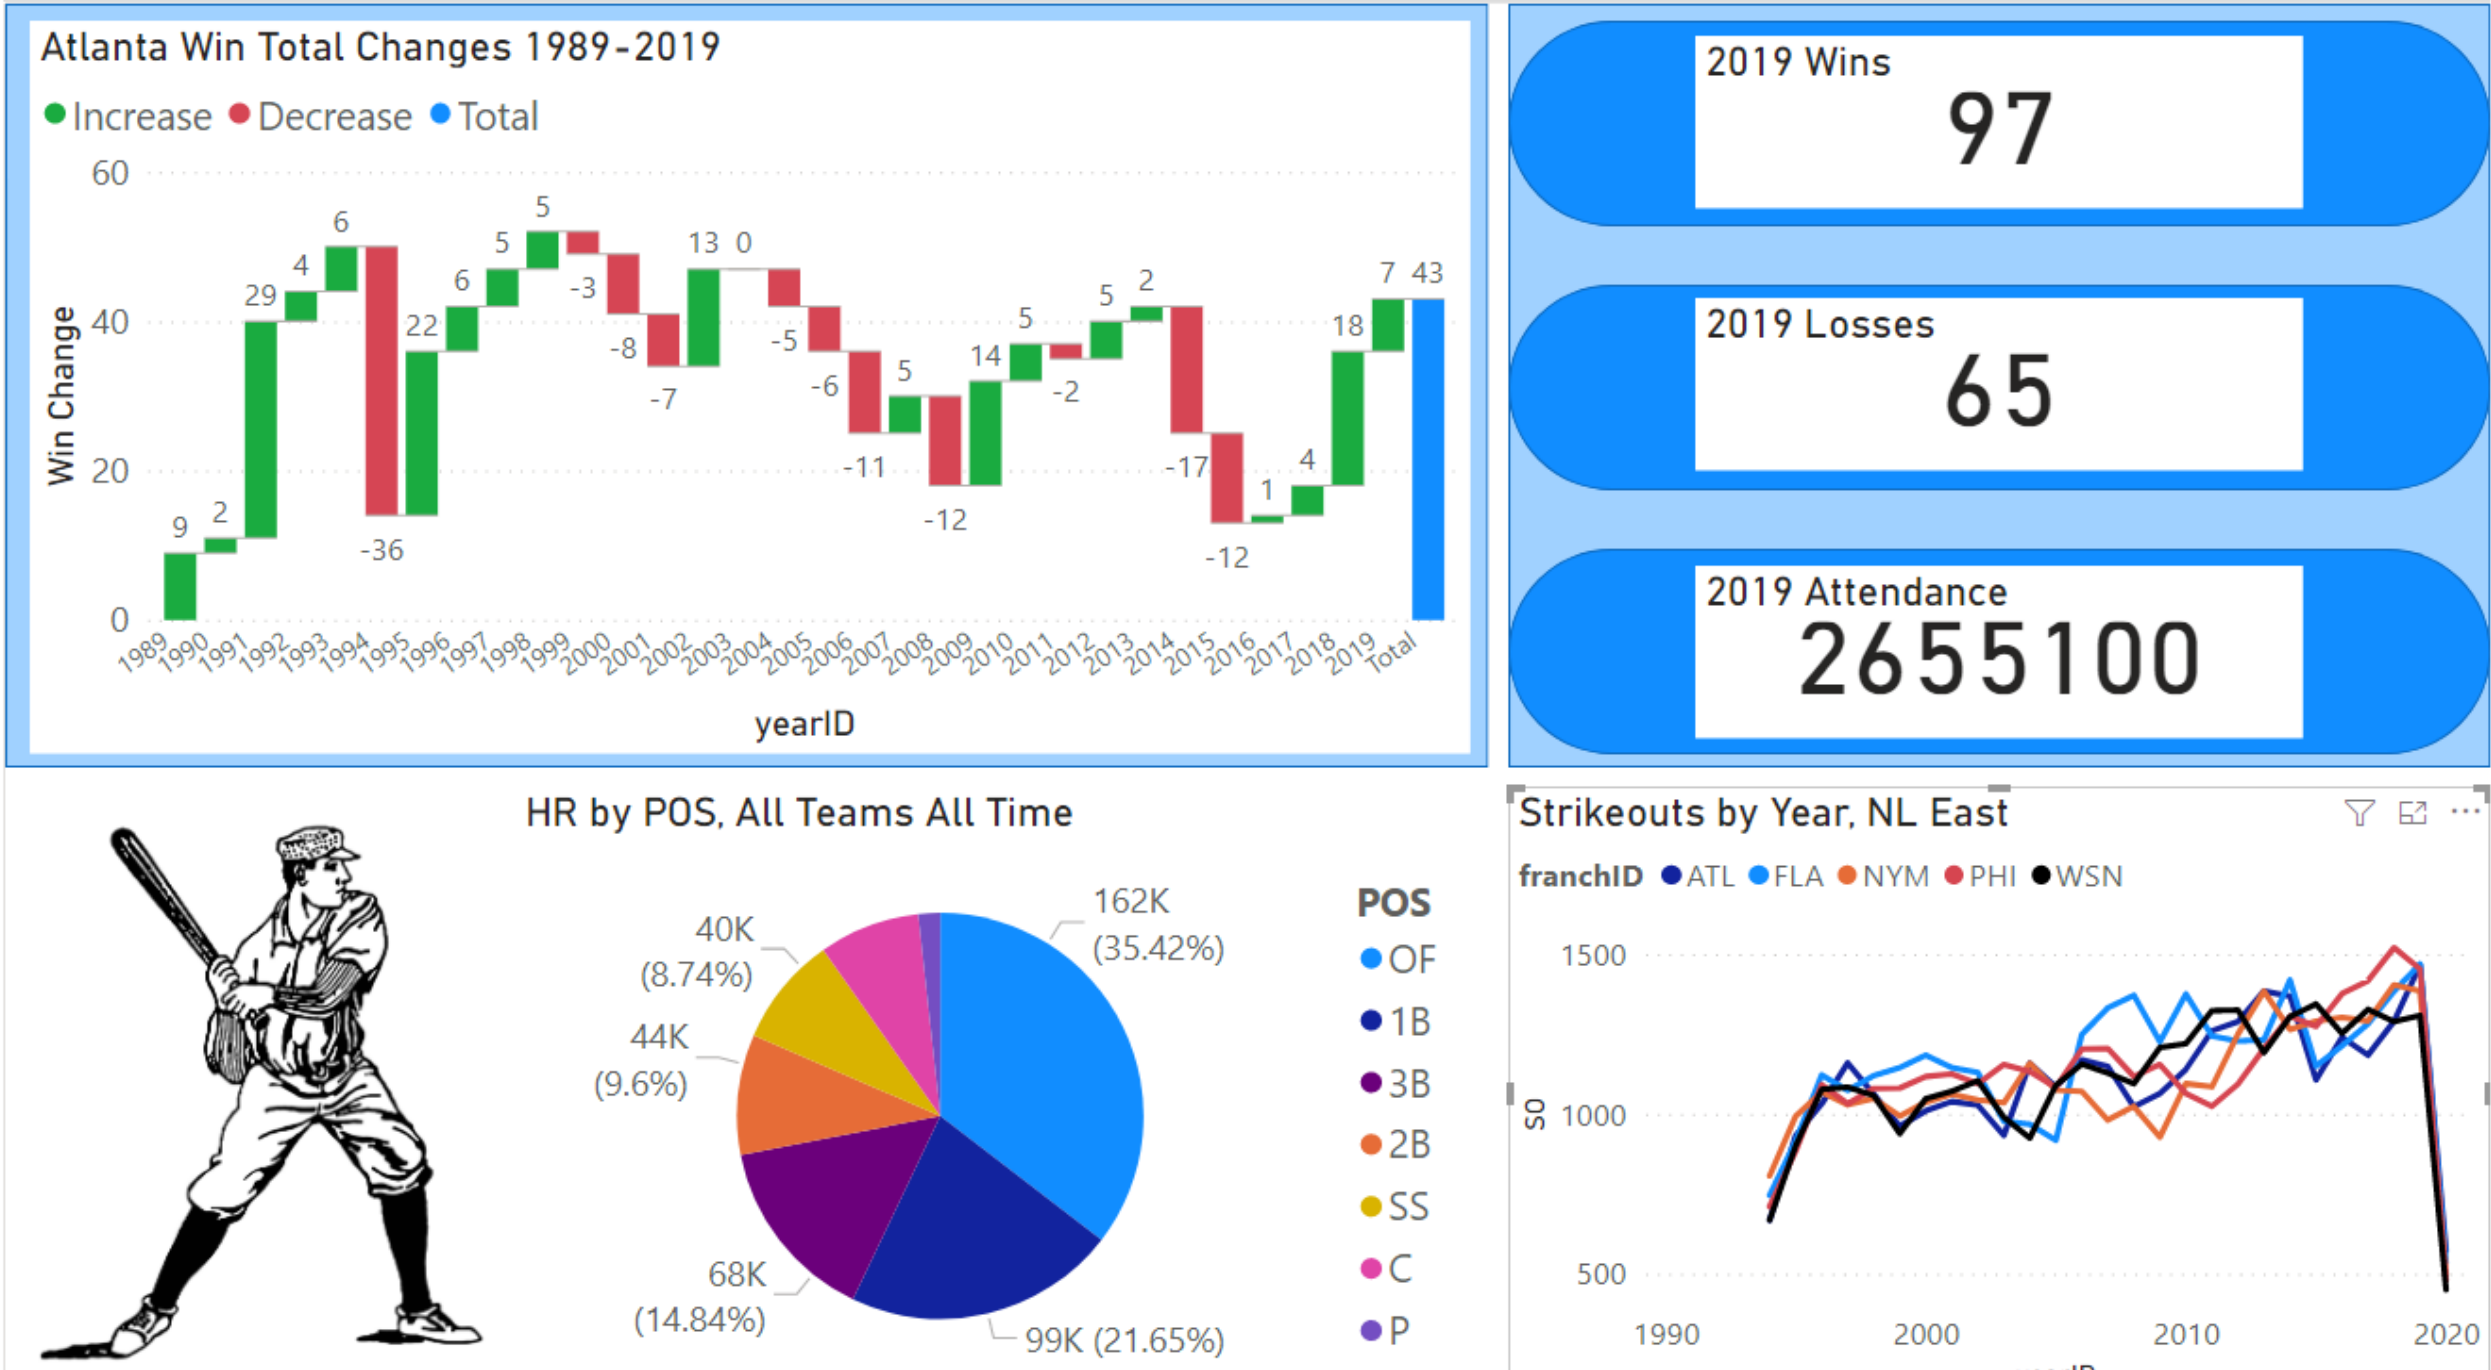 Atlanta Win Total Changes 1989-2019
Increase Decrease Total
Win Change
60
40
20
0
9 2 29 4 6 -36 22 6 5 5 -3 -8 -7 13 0 -5 -6 -11 5 -12 14 5 -2 5 2 -17 -12 1 4 18 7 43
1989 1990 1991 1992 1993 1994 1995 1996 1997 1998 1999 2000 2001 2002 2003 2004 2005 2006 2007 2008 2009 2010 2011 2012 2013 2014 2015 2016 2017 2018 2019 Total
yearID
2019 Wins
97
2019 Losses
65
2019 Attendance
2655100
HR by POS, All Teams All Time
162K
(35.42%)
99K (21.65%)
68K
(14.84%)
44K
(9.6%)
40K
(8.74%)
POS
OF
1B
3B
2B
SS
C
P
Strikeouts by Year, NL East
franchID ATL FLA NYM PHI WSN
SO
1500
1000
500
1990 2000 2010 2020